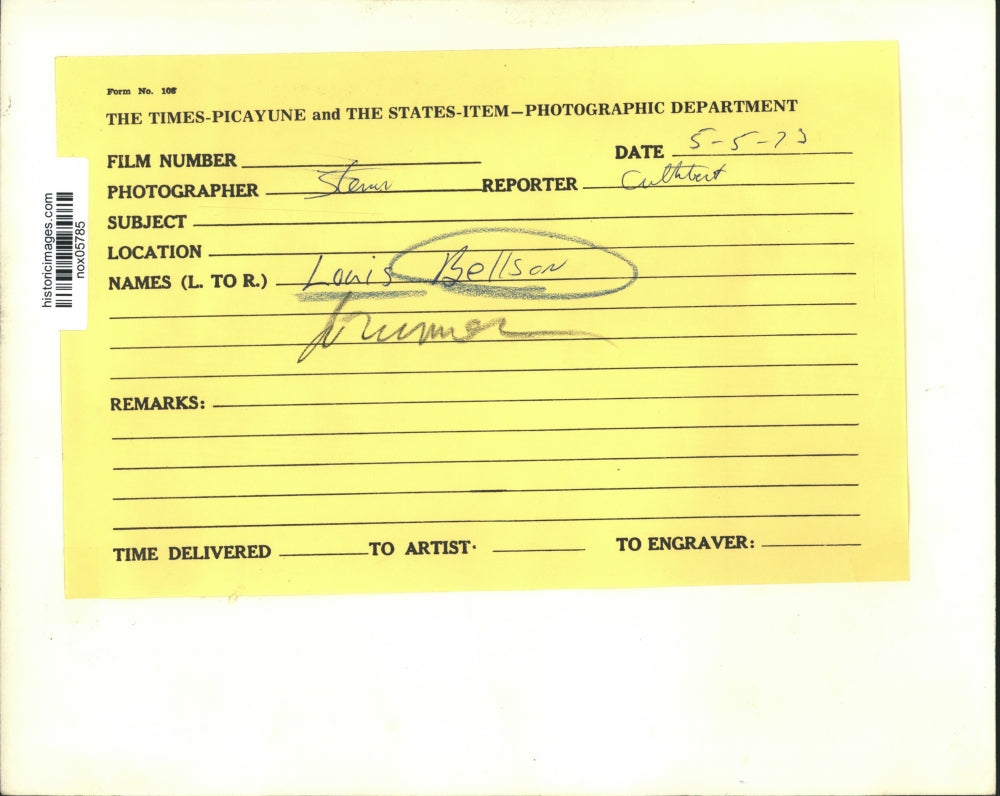 Form No. 108
THE TIMES-PICAYUNE and THE STATES-ITEM—PHOTOGRAPHIC DEPARTMENT
FILM NUMBER
DATE 5-5-73
PHOTOGRAPHER
REPORTER Cuthbert
SUBJECT
LOCATION
NAMES (L. TO R.) Louis Bellson
Drummer
REMARKS:
TIME DELIVERED TO ARTIST. TO ENGRAVER:
historicimages.com
nox05785